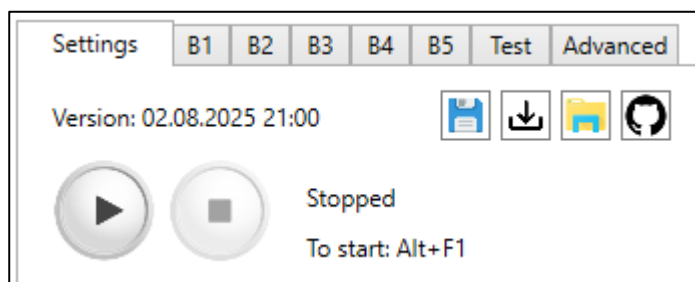 Settings B1 B2 B3 B4 B5 Test Advanced
Version: 02.08.2025 21:00
Stopped
To start: Alt+F1